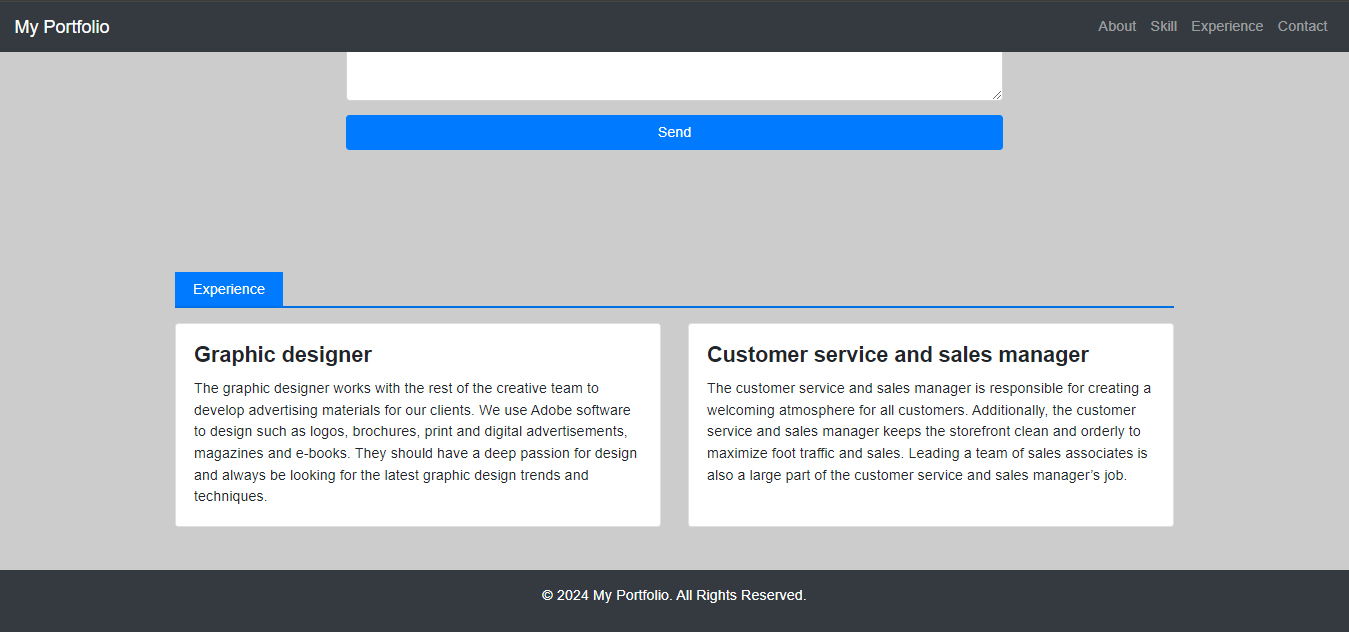 My Portfolio
About Skill Experience Contact
Send
Experience
Graphic designer
The graphic designer works with the rest of the creative team to
develop advertising materials for our clients. We use Adobe software
to design such as logos, brochures, print and digital advertisements,
magazines and e-books. They should have a deep passion for design
and always be looking for the latest graphic design trends and
techniques.
Customer service and sales manager
The customer service and sales manager is responsible for creating a
welcoming atmosphere for all customers. Additionally, the customer
service and sales manager keeps the storefront clean and orderly to
maximize foot traffic and sales. Leading a team of sales associates is
also a large part of the customer service and sales manager’s job.
© 2024 My Portfolio. All Rights Reserved.